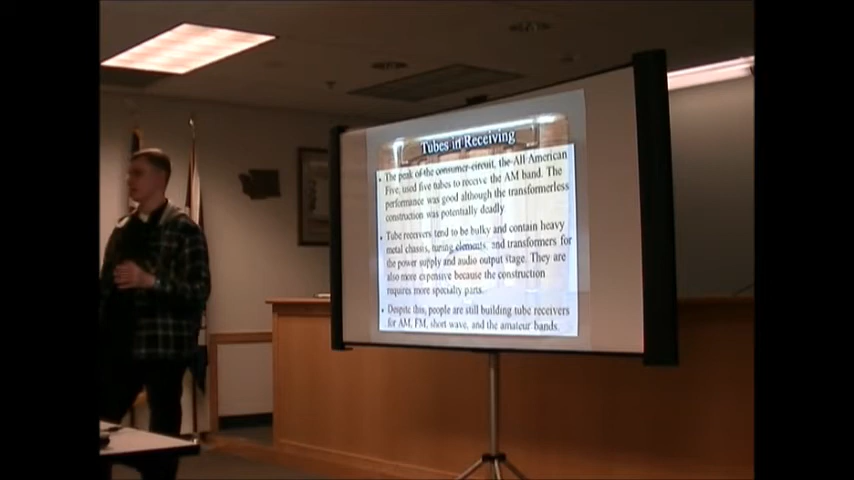 Tubes in Receiving
• The peak of the consumer circuit, the All American
Five, used five tubes to receive the AM band. The
performance was good although the transformerless
construction was potentially deadly.
• Tube receivers tend to be bulky and contain heavy
metal chassis, tuning elements, and transformers for
the power supply and audio output stage. They are
also more expensive because the construction
requires more specialty parts.
• Despite this, people are still building tube receivers
for AM, FM, short wave, and the amateur bands.